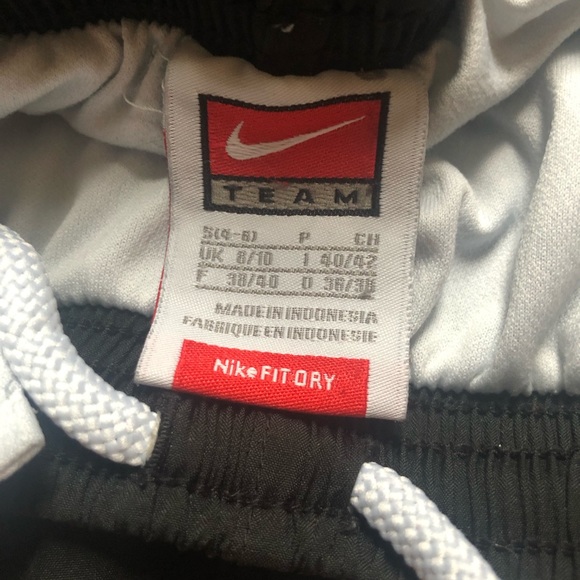 TEAM
S(4-6) P CH
UK 8/10 I 40/42
F 38/40 D 36/38
MADE IN INDONESIA
FABRIQUE EN INDONESIE
Nike FIT DRY